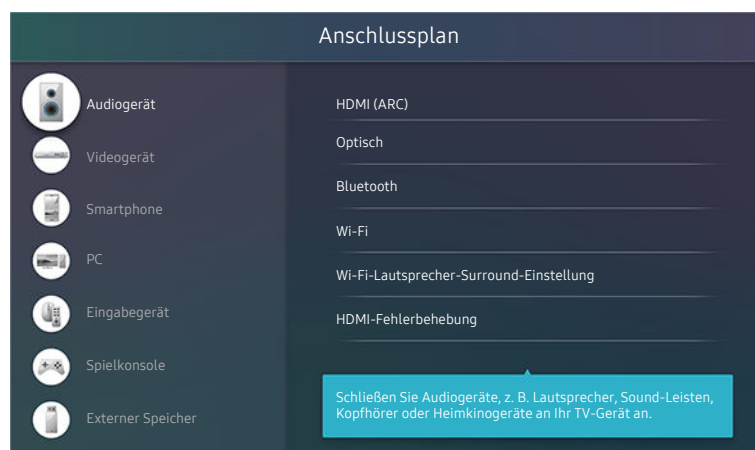 Anschlussplan
Audiogerät
Videogerät
Smartphone
PC
Eingabegerät
Spielkonsole
Externer Speicher
HDMI (ARC)
Optisch
Bluetooth
Wi-Fi
Wi-Fi-Lautsprecher-Surround-Einstellung
HDMI-Fehlerbehebung
Schließen Sie Audiogeräte, z. B. Lautsprecher, Sound-Leisten,
Kopfhörer oder Heimkinogeräte an Ihr TV-Gerät an.